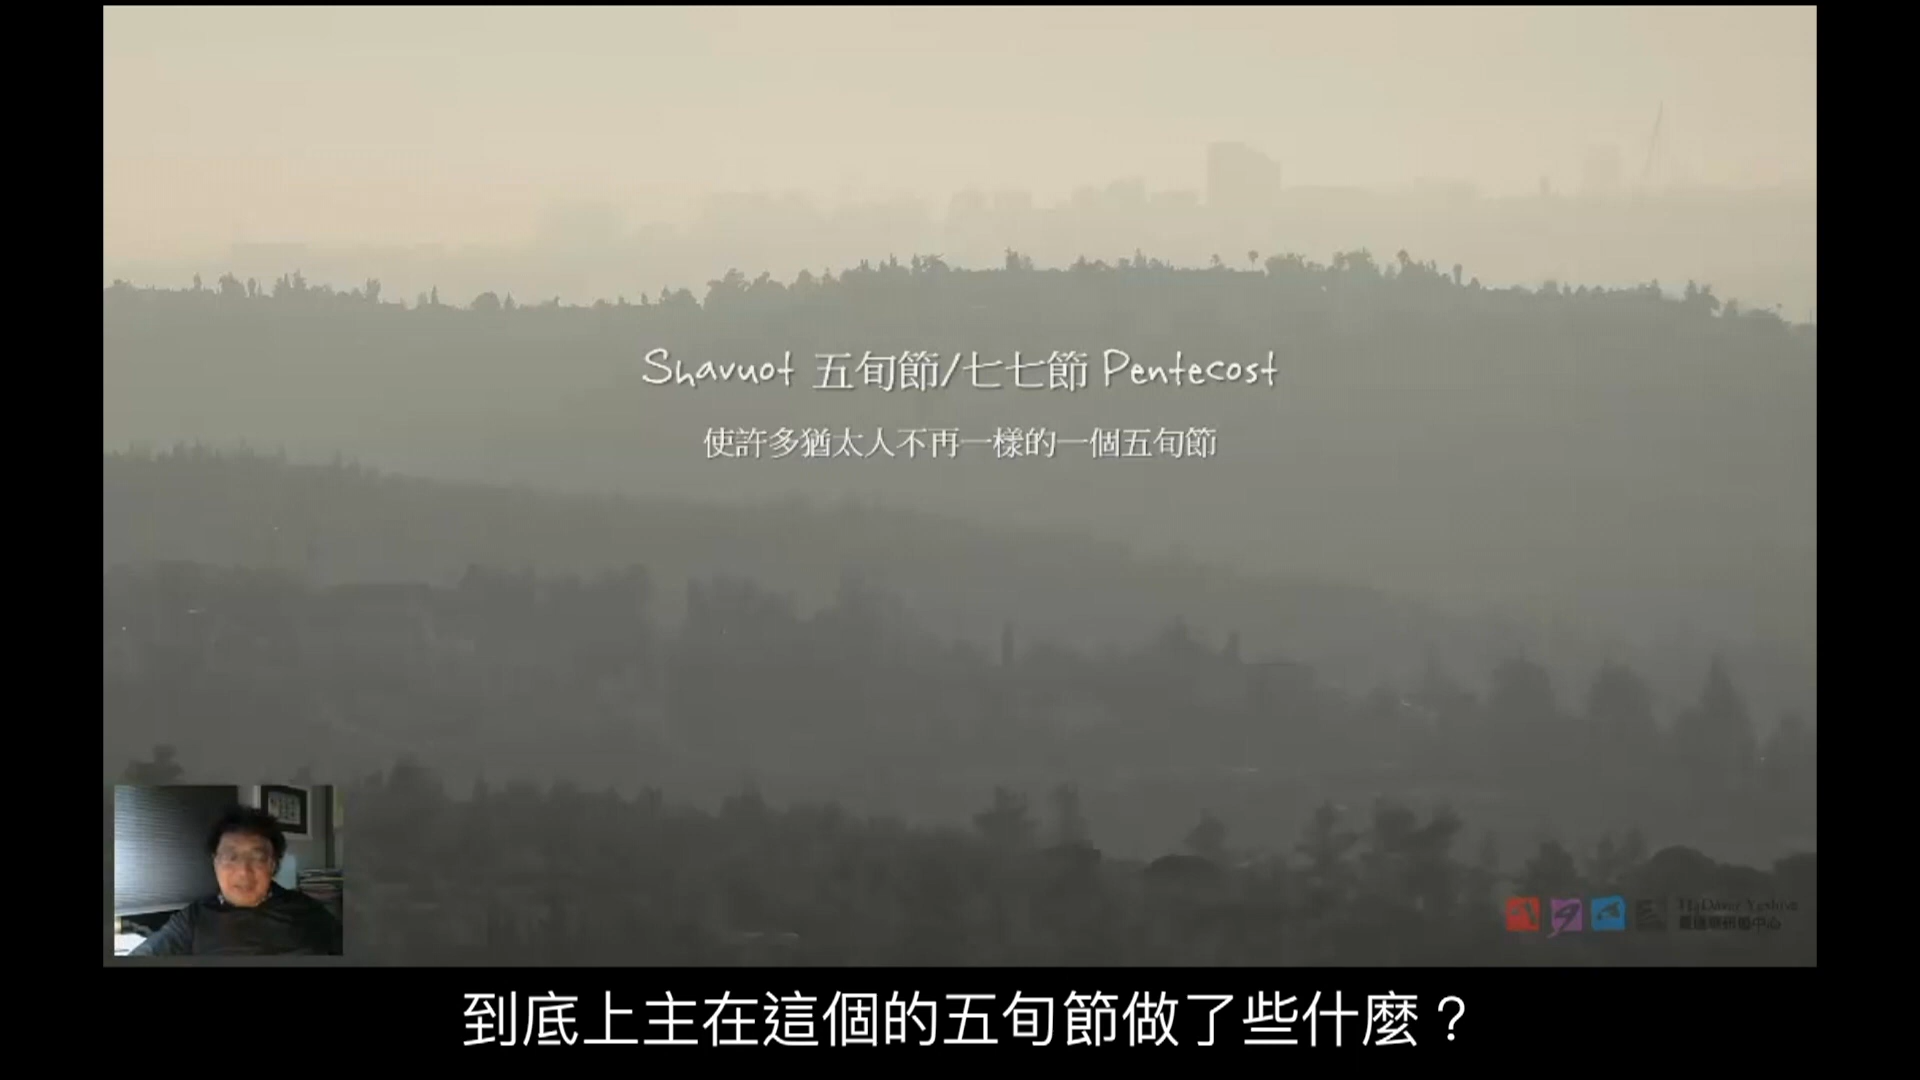 Shavuot 五旬節/七七節 Pentecost
使許多猶太人不再一樣的一個五旬節
到底上主在這個的五旬節做了些什麼？